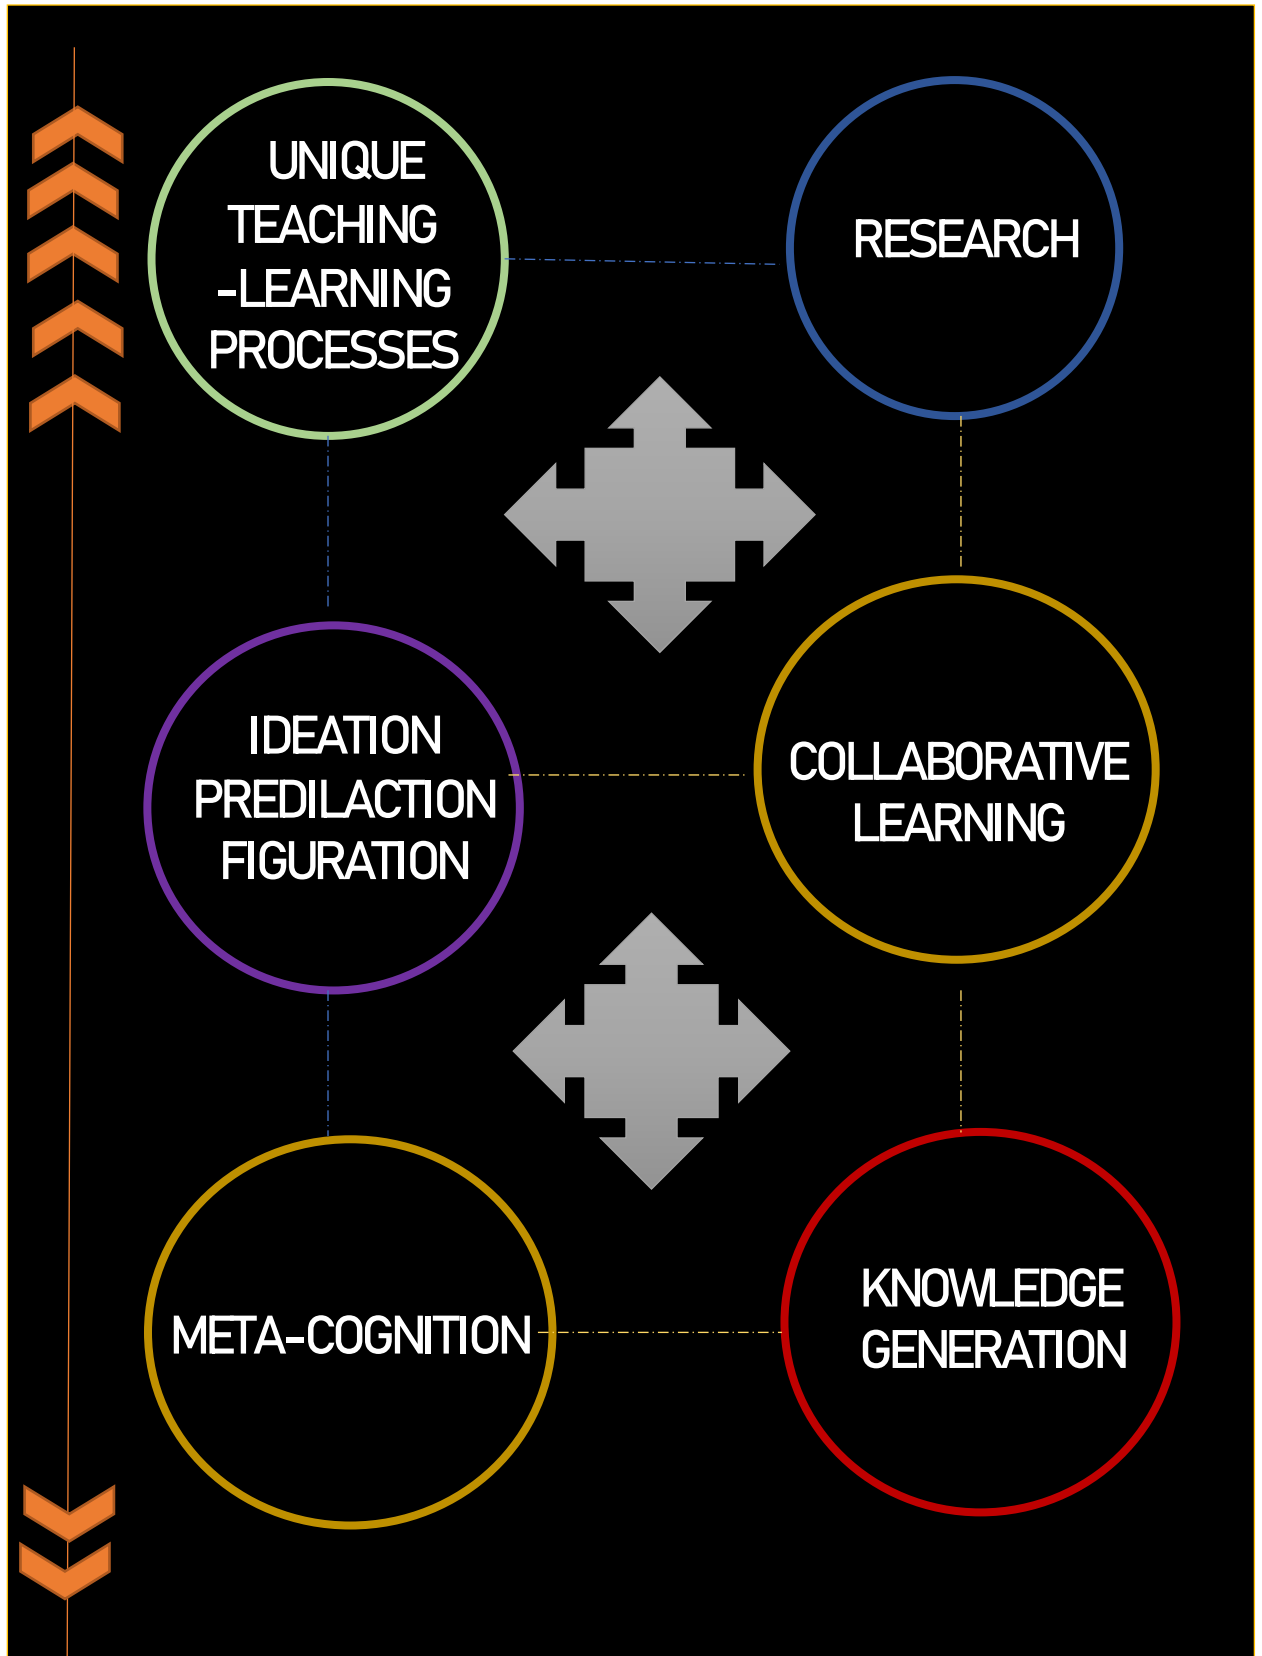 UNIQUE
TEACHING
-LEARNING
PROCESSES
RESEARCH
IDEATION
PREDILACTION
FIGURATION
COLLABORATIVE
LEARNING
META-COGNITION
KNOWLEDGE
GENERATION